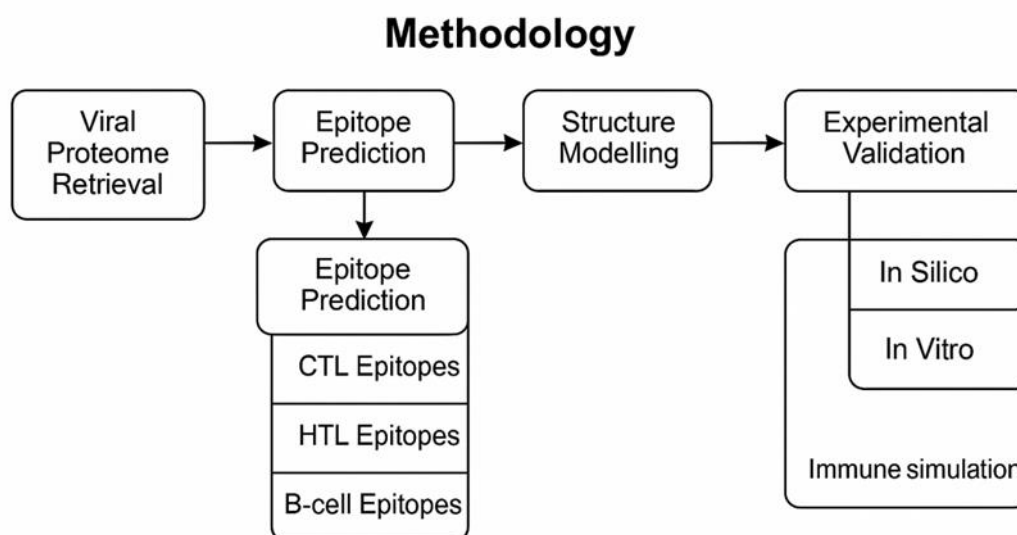 Methodology
Viral
Proteome
Retrieval
Epitope
Prediction
Structure
Modelling
Experimental
Validation
Epitope
Prediction
CTL Epitopes
HTL Epitopes
B-cell Epitopes
In Silico
In Vitro
Immune simulation